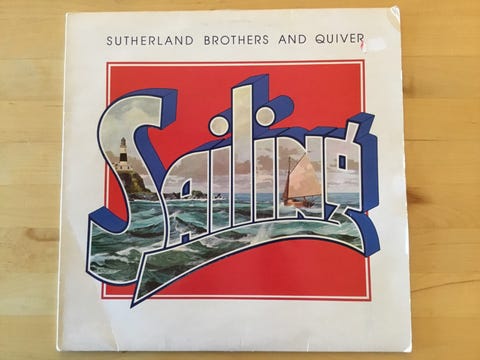 SUTHERLAND BROTHERS AND QUIVER
Sailing